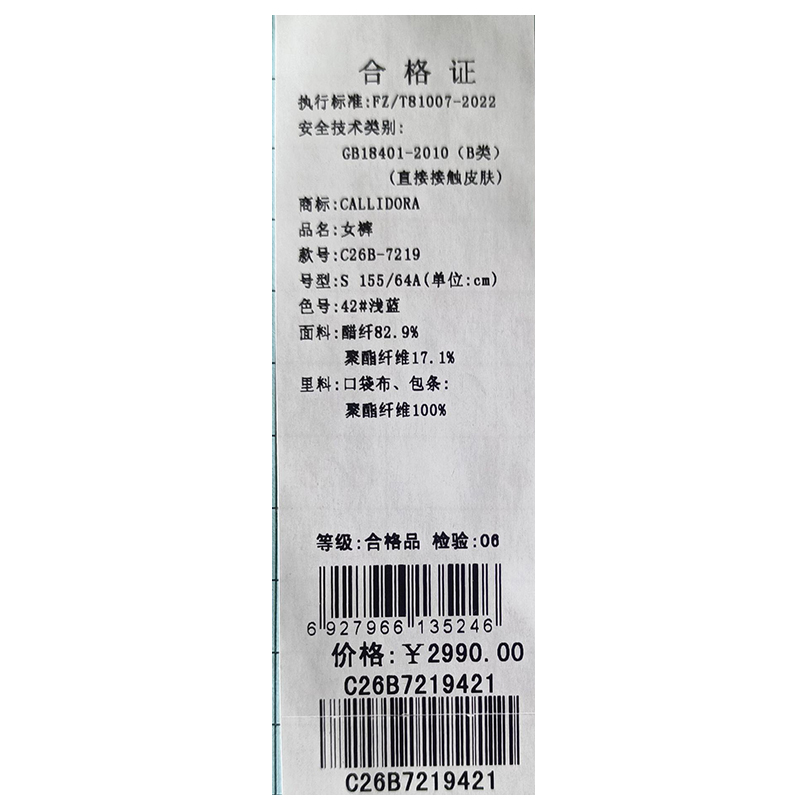 合格证
执行标准:FZ/T81007-2022
安全技术类别:
GB18401-2010（B类）
(直接接触皮肤)
商标:CALLIDORA
品名:女裤
款号:C26B-7219
号型:S 155/64A(单位:cm)
色号:42#浅蓝
面料:醋纤82.9%
聚酯纤维17.1%
里料:口袋布、包条:
聚酯纤维100%
等级:合格品 检验:06
6 927966 135246
价格:￥2990.00
C26B7219421
C26B7219421